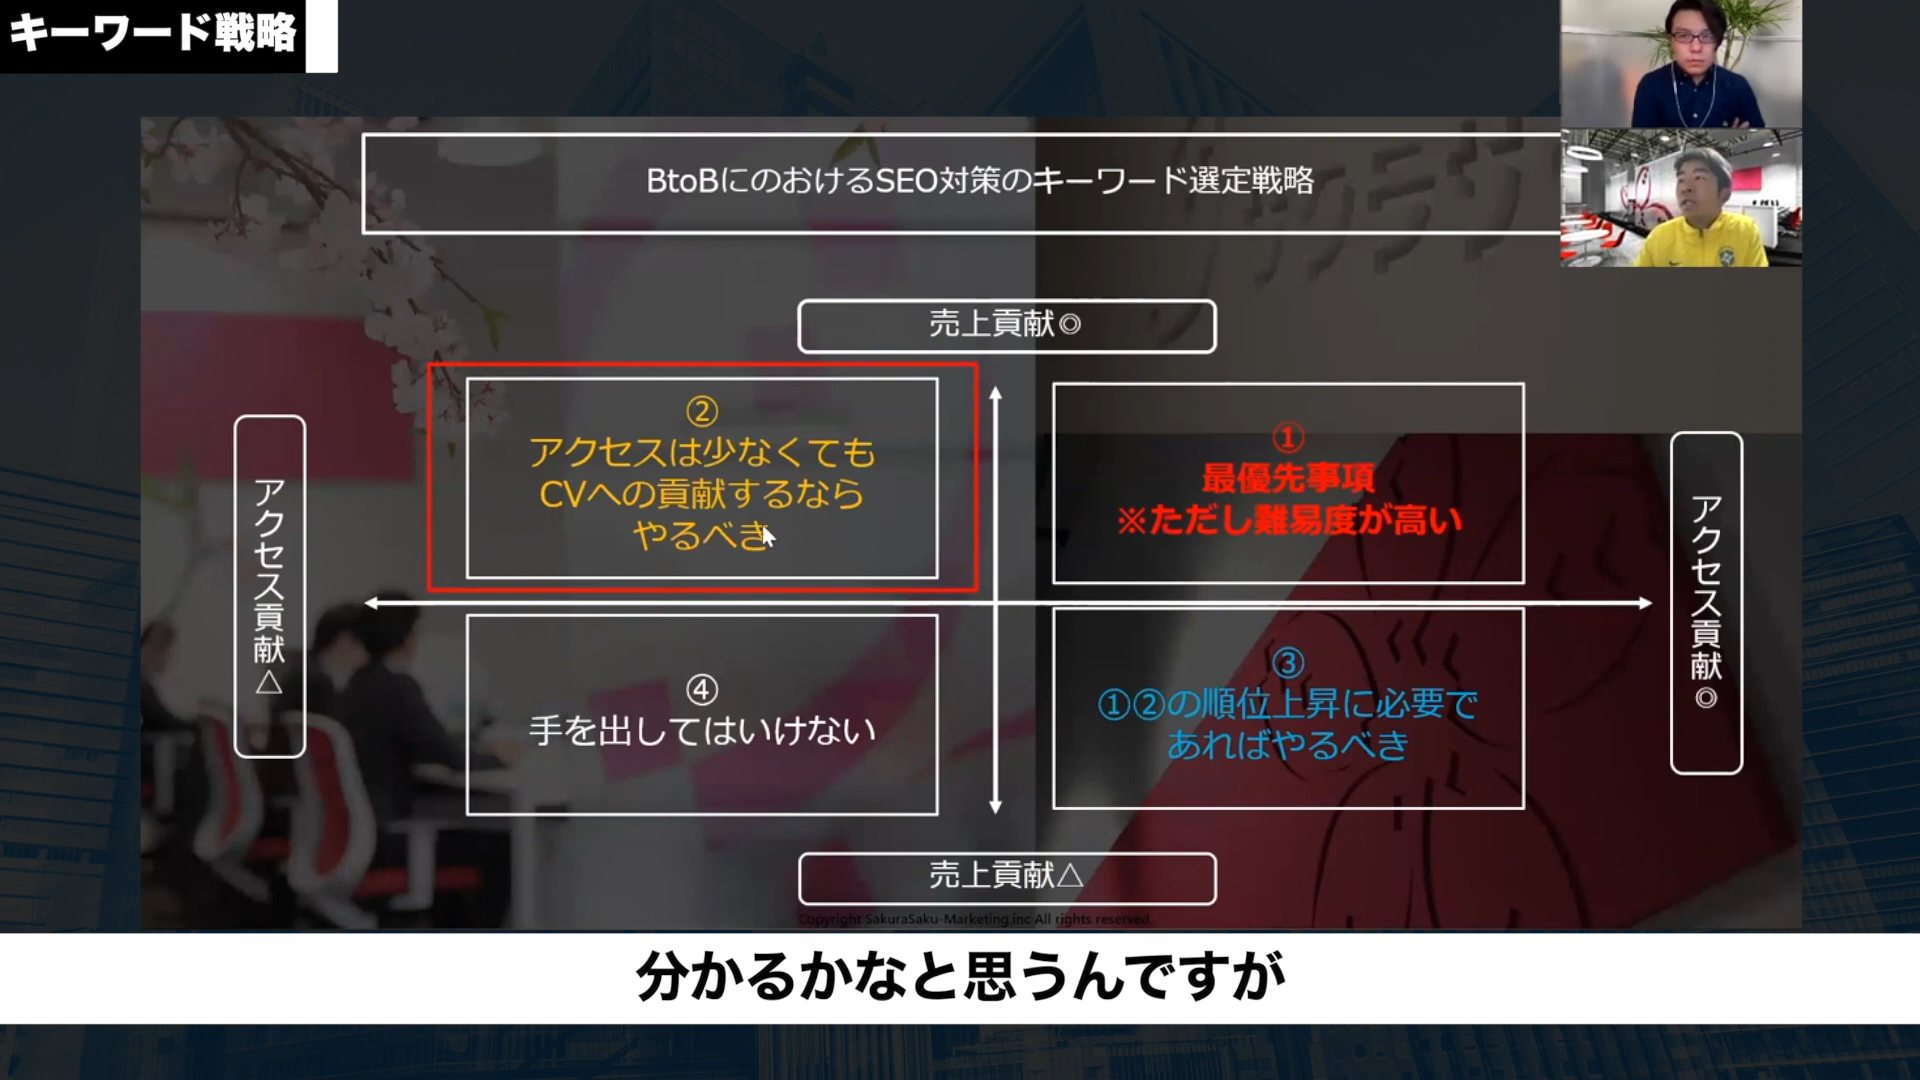 キーワード戦略
BtoBにのおけるSEO対策のキーワード選定戦略
売上貢献◎
②
アクセスは少なくても
CVへの貢献するなら
やるべき
①
最優先事項
※ただし難易度が高い
アクセス貢献△
アクセス貢献◎
④
手を出してはいけない
③
①②の順位上昇に必要で
あればやるべき
売上貢献△
Copyright SakuraSaku-Marketing.inc All rights reserved.
分かるかなと思うんですが